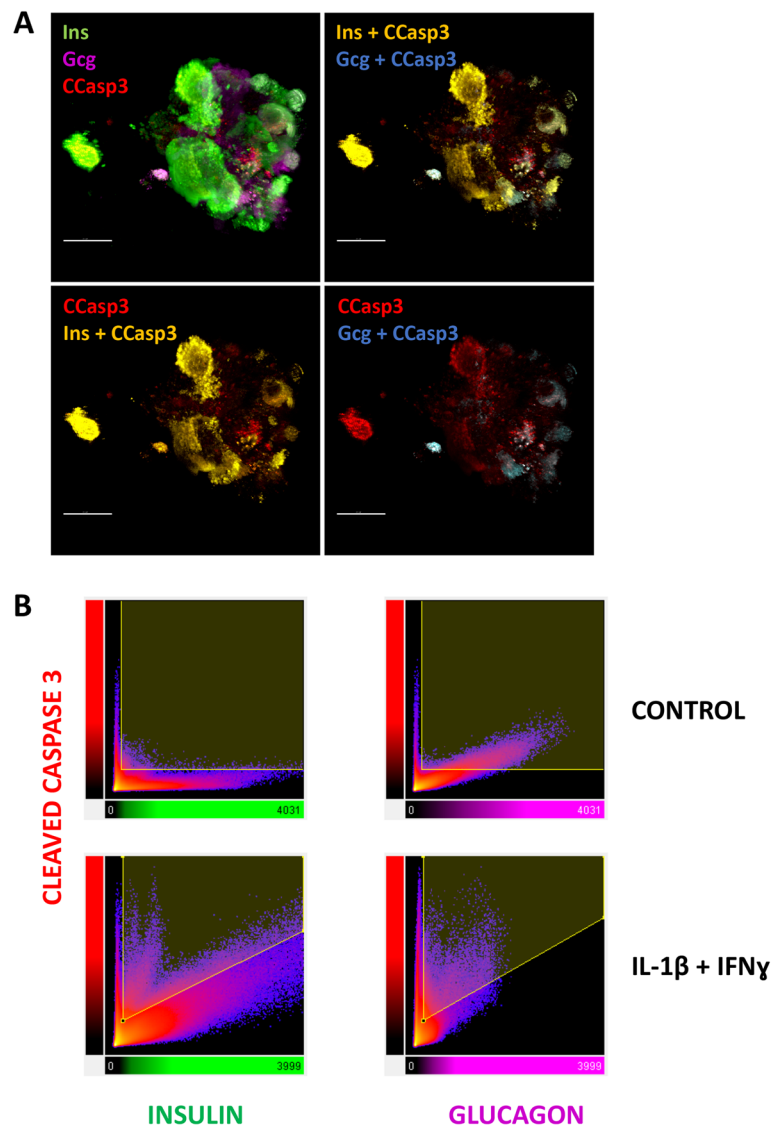 A
Ins
Gcg
CCasp3
Ins + CCasp3
Gcg + CCasp3
CCasp3
Ins + CCasp3
CCasp3
Gcg + CCasp3
B
CLEAVED CASPASE 3
0 4031
0 4031
CONTROL
0 3999
0 3999
IL-1β + IFNɣ
INSULIN
GLUCAGON